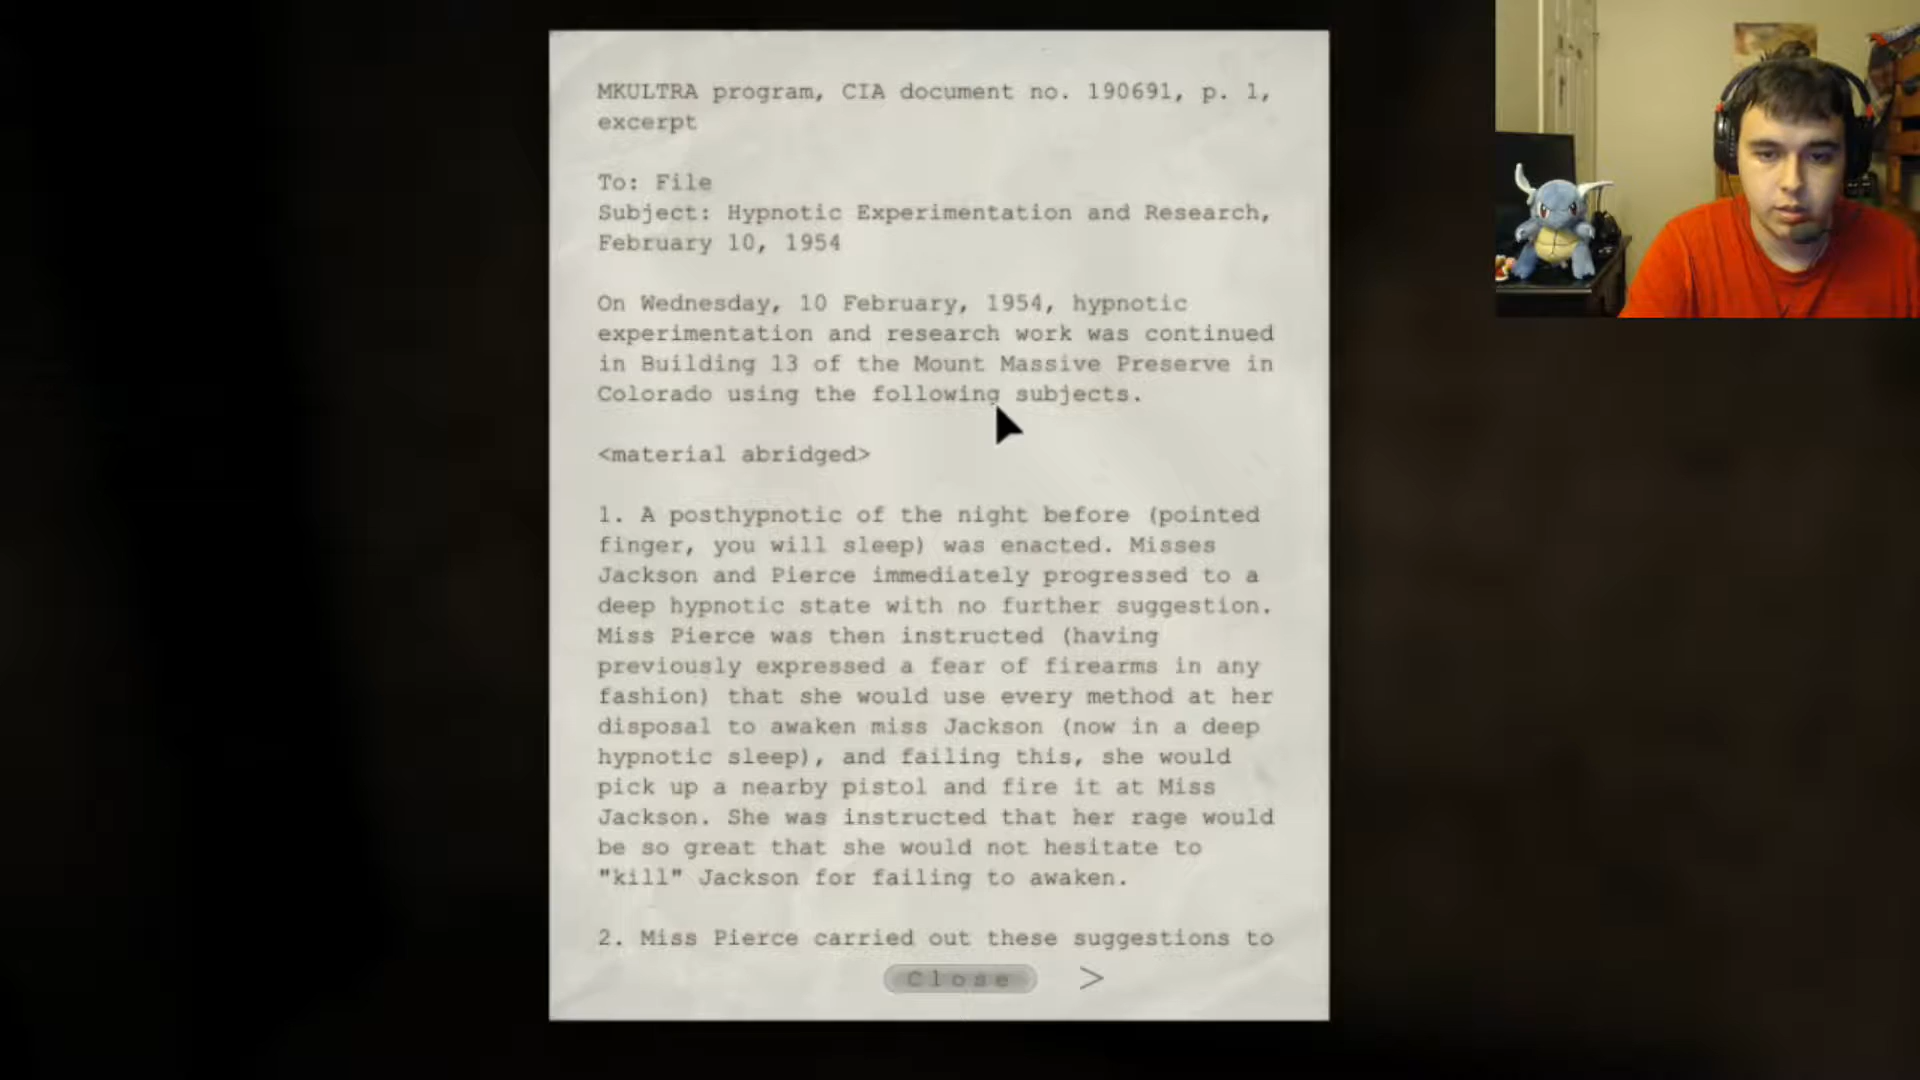 MKULTRA program, CIA document no. 190691, p. 1,
excerpt
To: File
Subject: Hypnotic Experimentation and Research,
February 10, 1954
On Wednesday, 10 February, 1954, hypnotic
experimentation and research work was continued
in Building 13 of the Mount Massive Preserve in
Colorado using the following subjects.
<material abridged>
1. A posthypnotic of the night before (pointed
finger, you will sleep) was enacted. Misses
Jackson and Pierce immediately progressed to a
deep hypnotic state with no further suggestion.
Miss Pierce was then instructed (having
previously expressed a fear of firearms in any
fashion) that she would use every method at her
disposal to awaken miss Jackson (now in a deep
hypnotic sleep), and failing this, she would
pick up a nearby pistol and fire it at Miss
Jackson. She was instructed that her rage would
be so great that she would not hesitate to
"kill" Jackson for failing to awaken.
2. Miss Pierce carried out these suggestions to
Close >